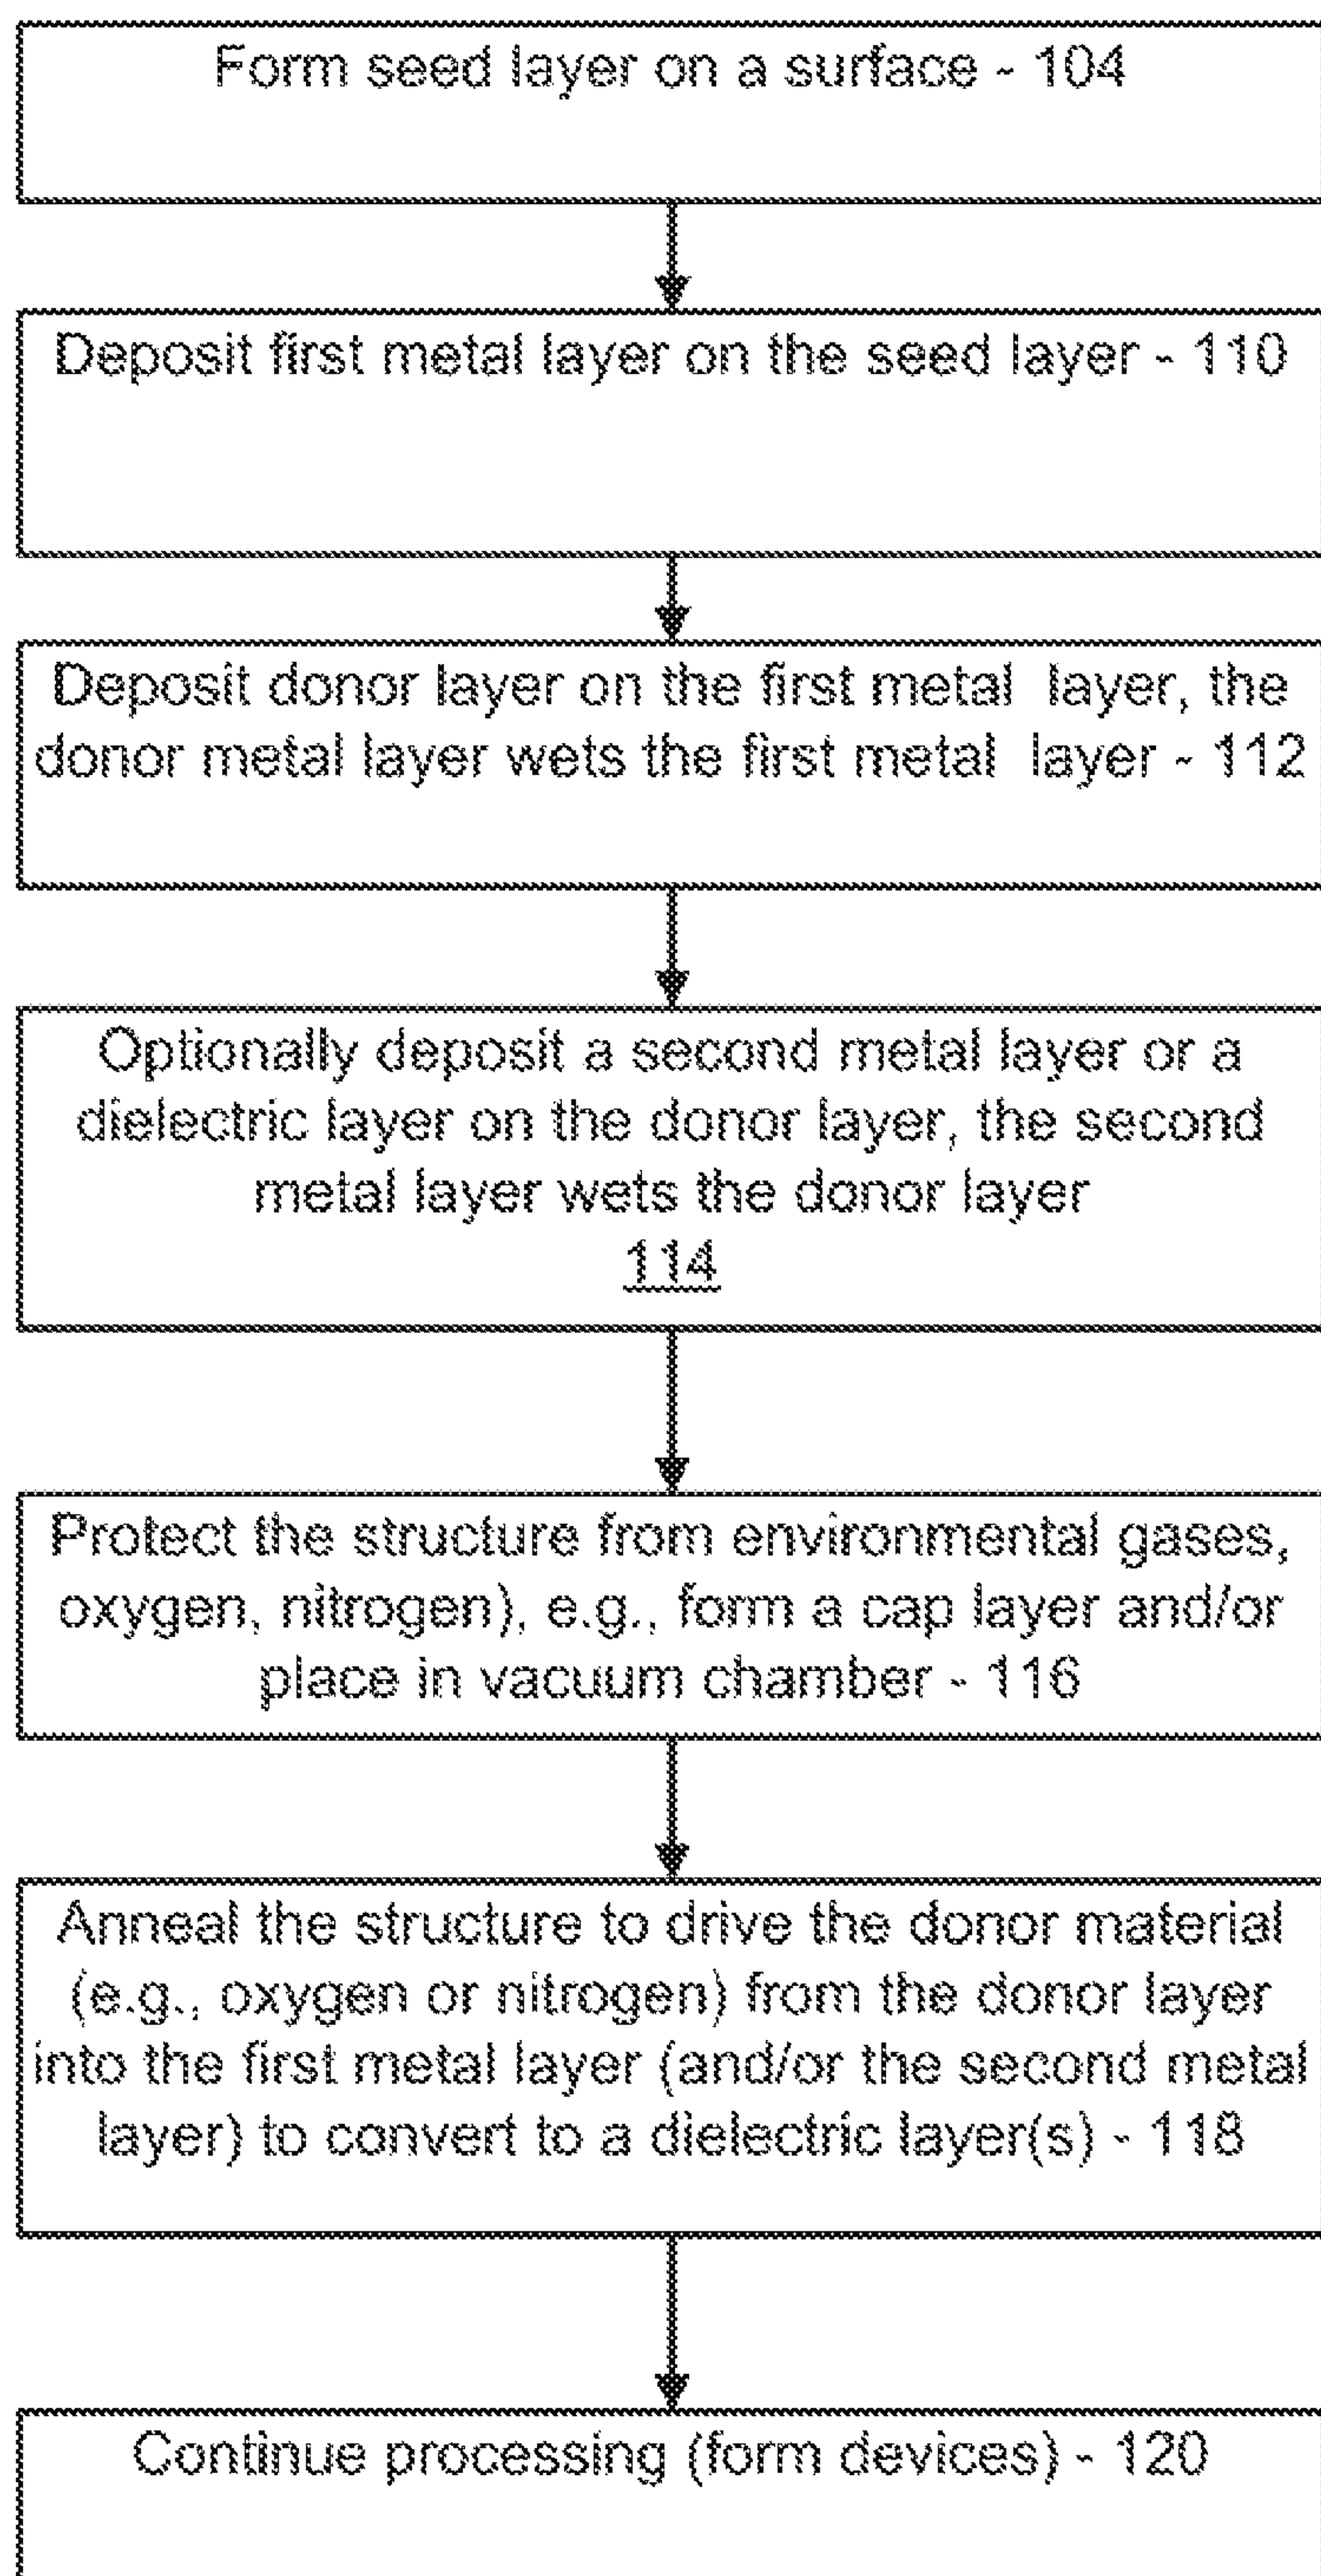 Form seed layer on a surface - 104
Deposit first metal layer on the seed layer - 110
Deposit donor layer on the first metal layer, the
donor metal layer wets the first metal layer - 112
Optionally deposit a second metal layer or a
dielectric layer on the donor layer, the second
metal layer wets the donor layer
114
Protect the structure from environmental gases,
oxygen, nitrogen), e.g., form a cap layer and/or
place in vacuum chamber - 116
Anneal the structure to drive the donor material
(e.g., oxygen or nitrogen) from the donor layer
into the first metal layer (and/or the second metal
layer) to convert to a dielectric layer(s) - 118
Continue processing (form devices) - 120